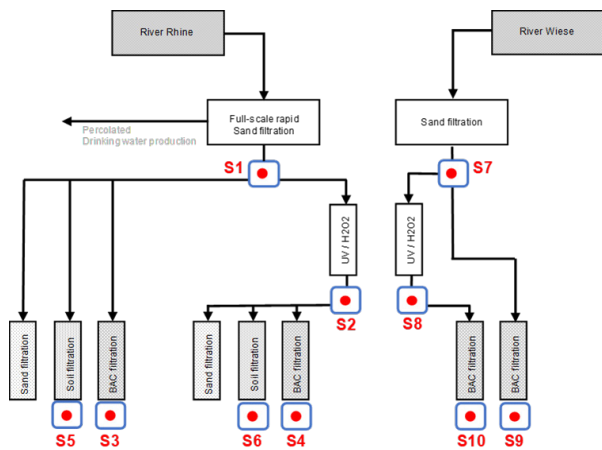 River Rhine
River Wiese
Full-scale rapid
Sand filtration
Sand filtration
Percolated
Drinking water production
S1
S7
UV / H2O2
UV / H2O2
S2
S8
Sand filtration
Soil filtration
BAC filtration
Sand filtration
Soil filtration
BAC filtration
BAC filtration
BAC filtration
S5
S3
S6
S4
S10
S9